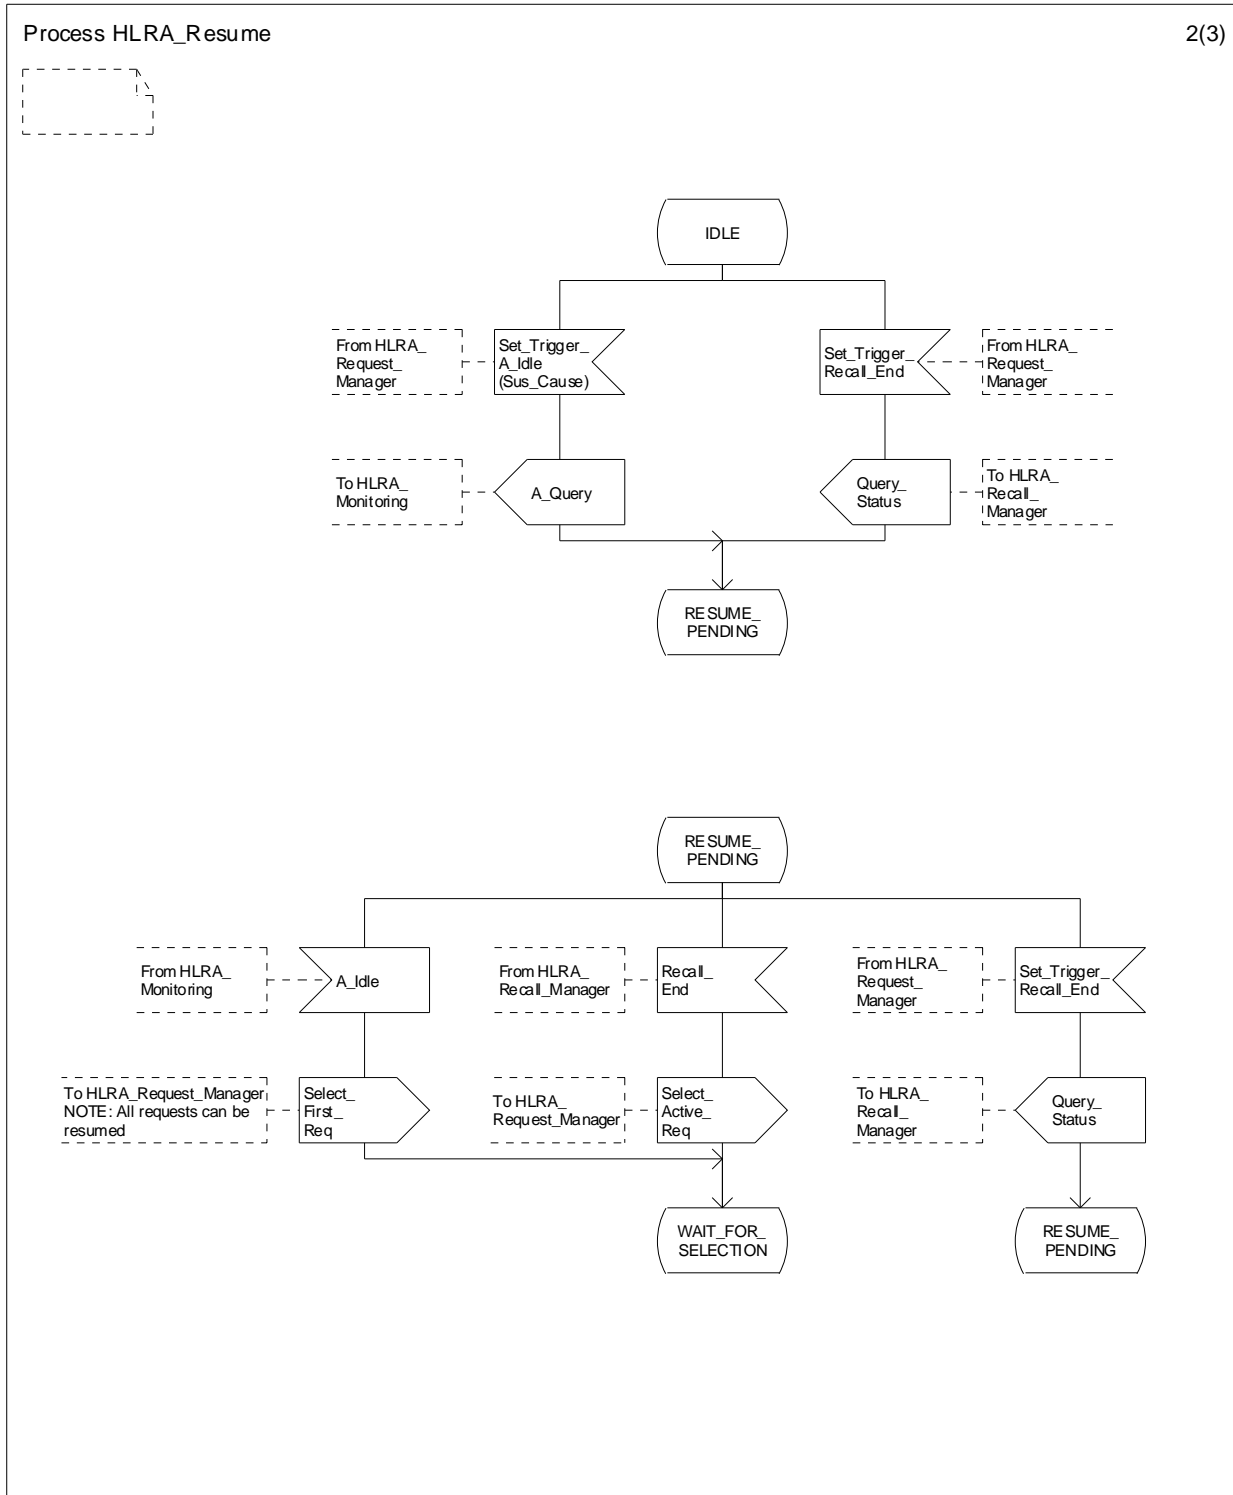 Process HLRA_Resume
2(3)
IDLE
From HLRA_
Request_
Manager
Set_Trigger_
A_Idle
(Sus_Cause)
Set_Trigger_
Recall_End
From HLRA_
Request_
Manager
To HLRA_
Monitoring
A_Query
Query_
Status
To HLRA_
Recall_
Manager
RESUME_
PENDING
RESUME_
PENDING
From HLRA_
Monitoring
A_Idle
From HLRA_
Recall_Manager
Recall_
End
From HLRA_
Request_
Manager
Set_Trigger_
Recall_End
To HLRA_Request_Manager
NOTE: All requests can be
resumed
Select_
First_
Req
To HLRA_
Request_Manager
Select_
Active_
Req
To HLRA_
Recall_
Manager
Query_
Status
WAIT_FOR_
SELECTION
RESUME_
PENDING